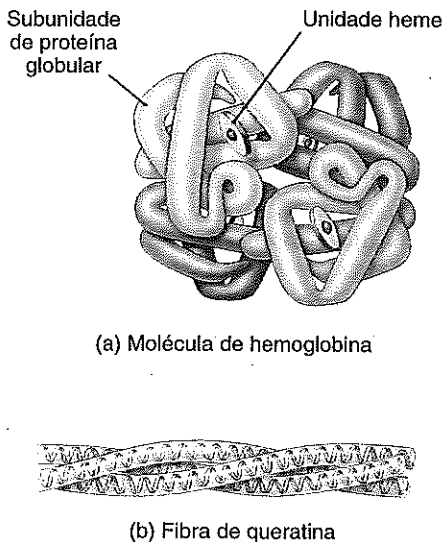 Subunidade
de proteína
globular
Unidade heme
(a) Molécula de hemoglobina
(b) Fibra de queratina